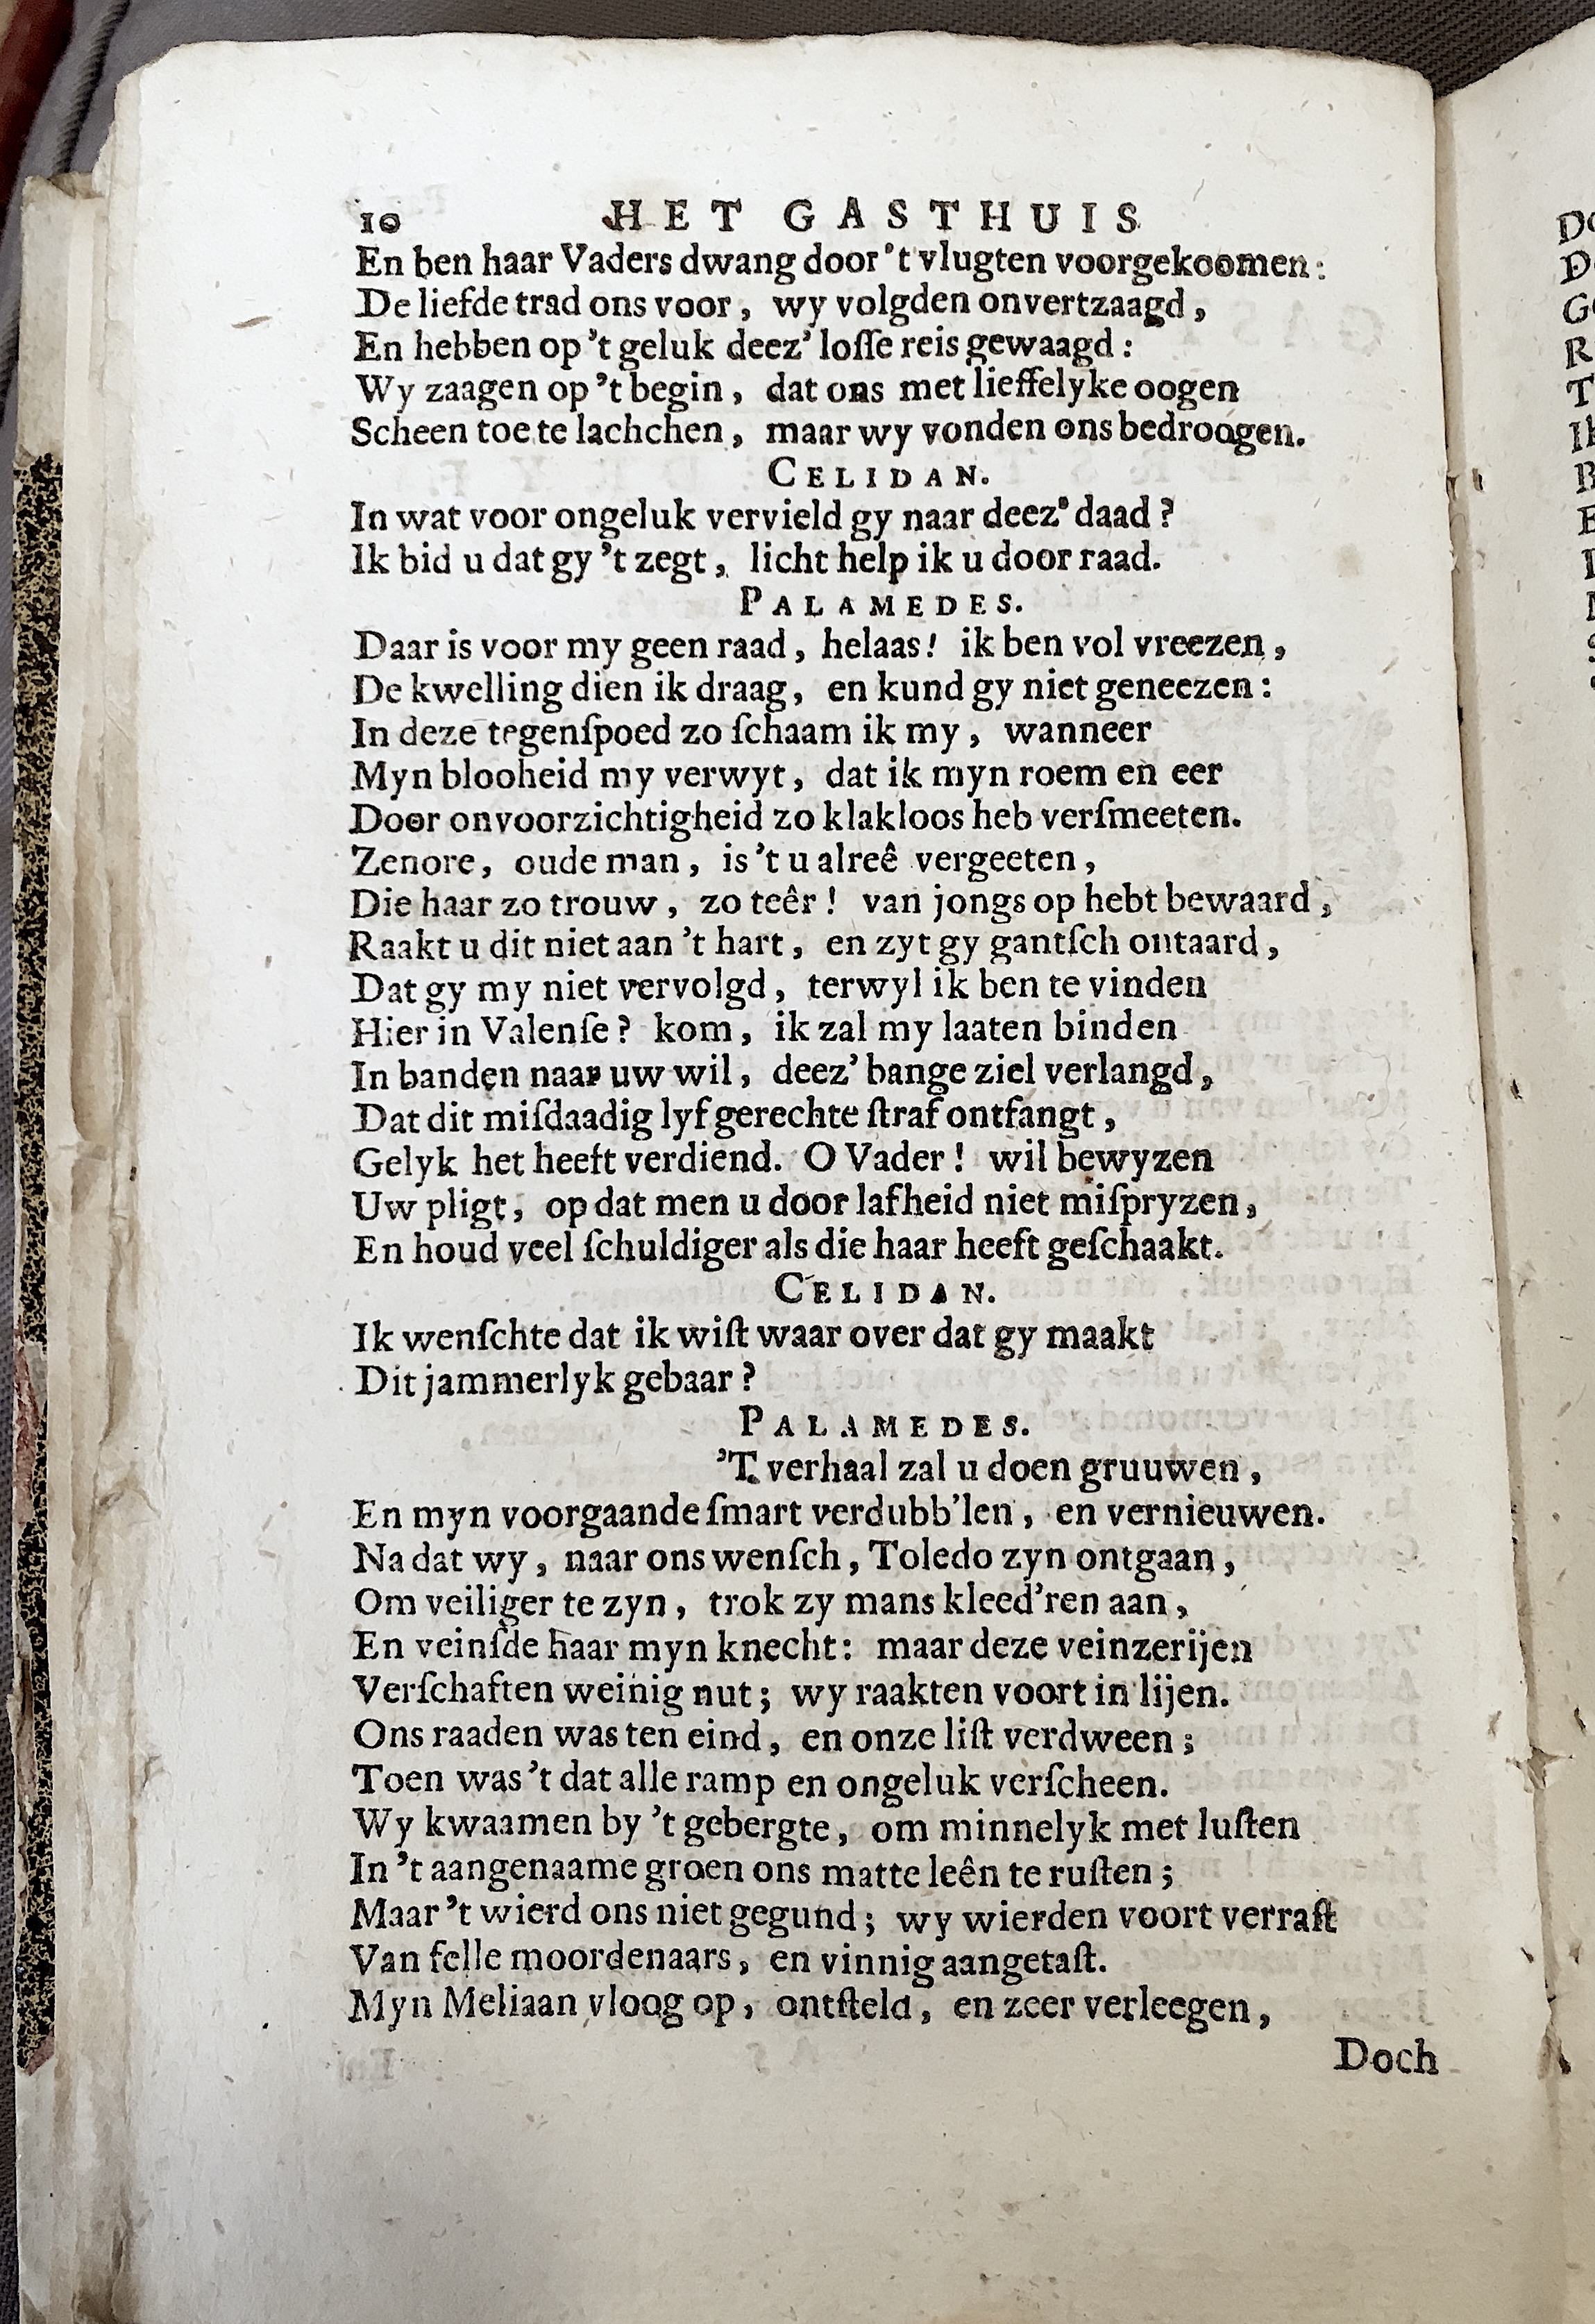 10 HET GASTHUIS
En ben haar Vaders dwang door 't vlugten voorgekoomen:
De liefde trad ons voor, wy volgden onvertzaagd,
En hebben op 't geluk deez' loſſe reis gewaagd:
Wy zaagen op 't begin, dat ons met lieffelyke oogen
Scheen toe te lachchen, maar wy vonden ons bedroogen.
CELIDAN.
In wat voor ongeluk vervield gy naar deez' daad?
Ik bid u dat gy 't zegt, licht help ik u door raad.
PALAMEDES.
Daar is voor my geen raad, helaas! ik ben vol vreezen,
De kwelling dien ik draag, en kund gy niet geneezen:
In deze tegenſpoed zo ſchaam ik my, wanneer
Myn blooheid my verwyt, dat ik myn roem en eer
Door onvoorzichtigheid zo klakloos heb verſmeeten.
Zenore, oude man, is 't u alreê vergeeten,
Die haar zo trouw, zo teêr! van jongs op hebt bewaard,
Raakt u dit niet aan 't hart, en zyt gy gantſch ontaard,
Dat gy my niet vervolgd, terwyl ik ben te vinden
Hier in Valenſe? kom, ik zal my laaten binden
In banden naar uw wil, deez' bange ziel verlangd,
Dat dit miſdaadig lyf gerechte ſtraf ontfangt,
Gelyk het heeft verdiend. O Vader! wil bewyzen
Uw pligt, op dat men u door lafheid niet miſpryzen,
En houd veel ſchuldiger als die haar heeft geſchaakt.
CELIDAN.
Ik wenſchte dat ik wiſt waar over dat gy maakt
Dit jammerlyk gebaar?
PALAMEDES.
'T verhaal zal u doen gruuwen,
En myn voorgaande ſmart verdubb'len, en vernieuwen.
Na dat wy, naar ons wenſch, Toledo zyn ontgaan,
Om veiliger te zyn, trok zy mans kleed'ren aan,
En veinſde haar myn knecht: maar deze veinzerijen
Verſchaften weinig nut; wy raakten voort in lijen.
Ons raaden was ten eind, en onze liſt verdween;
Toen was 't dat alle ramp en ongeluk verſcheen.
Wy kwaamen by 't gebergte, om minnelyk met luſten
In 't aangenaame groen ons matte leên te ruſten;
Maar 't wierd ons niet gegund; wy wierden voort verraſt
Van felle moordenaars, en vinnig aangetaſt.
Myn Meliaan vloog op, ontſteld, en zeer verleegen,
Doch